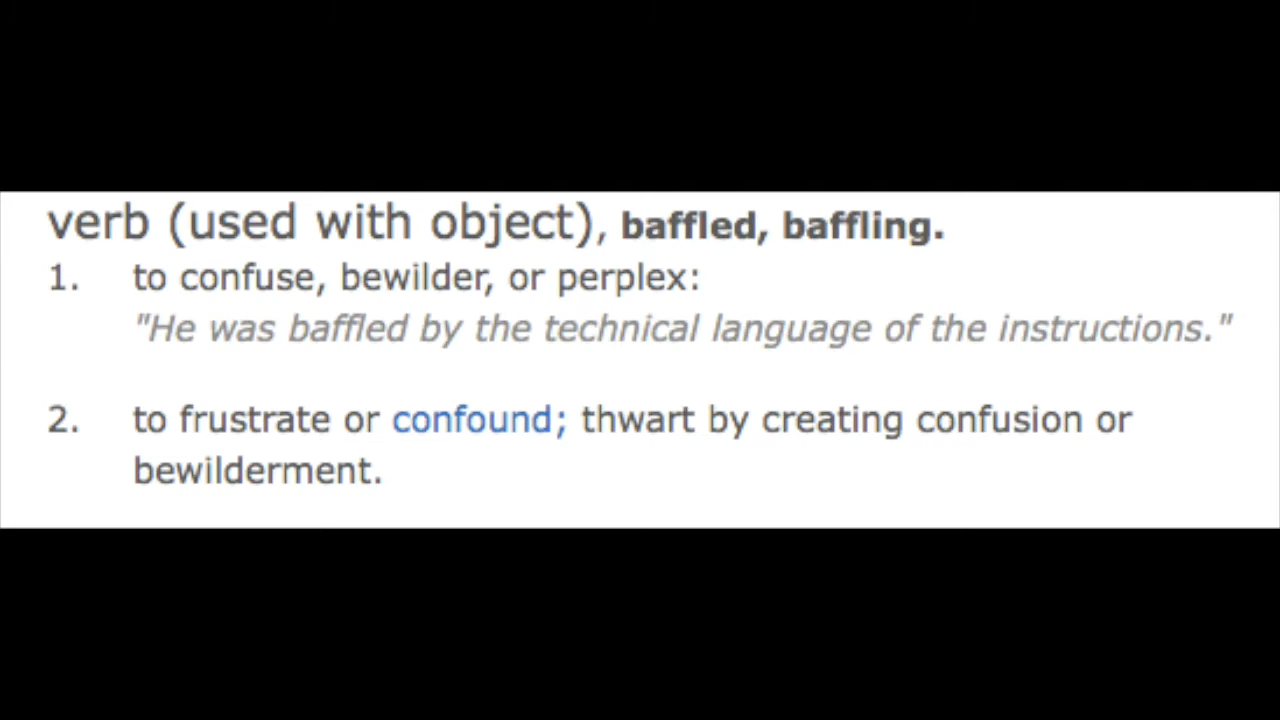 verb (used with object), baffled, baffling.
1. to confuse, bewilder, or perplex:
"He was baffled by the technical language of the instructions."
2. to frustrate or confound; thwart by creating confusion or
bewilderment.